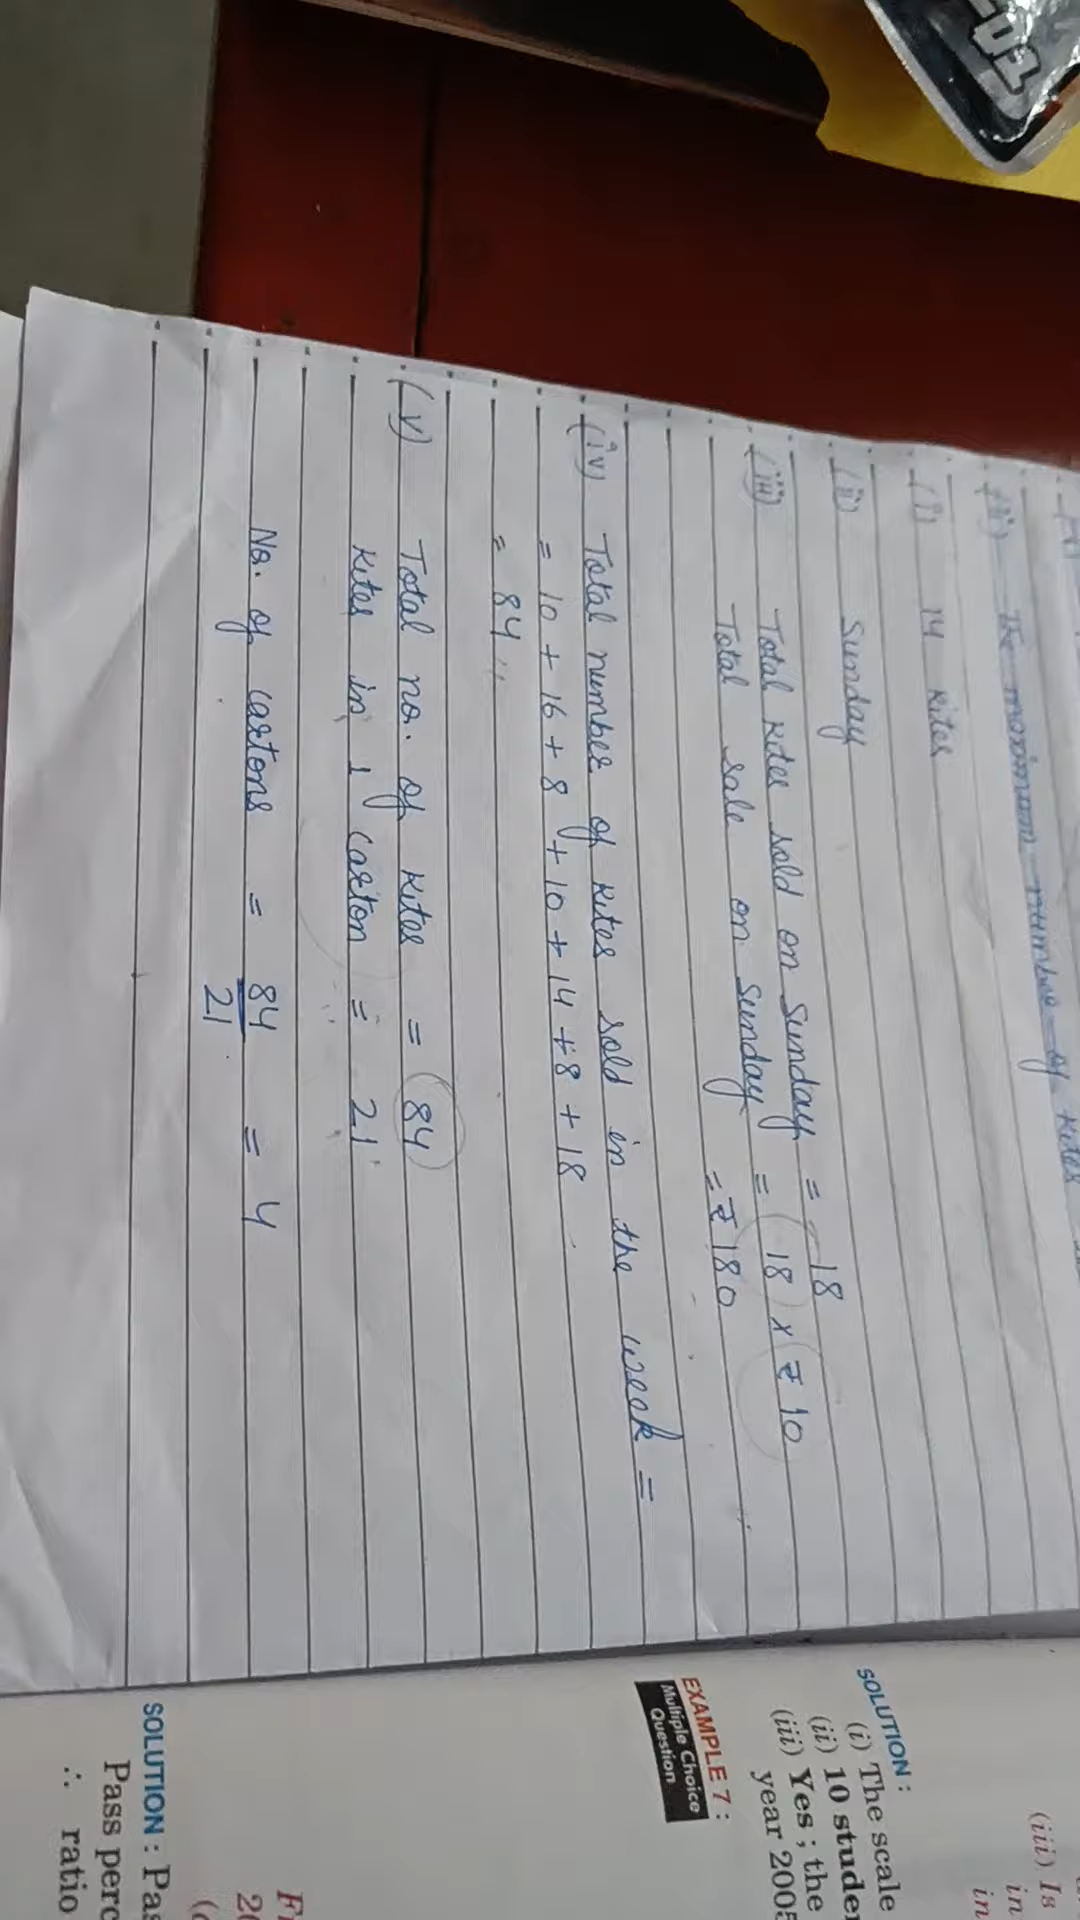 (ii) The maximum number of kites
(i) 14 kites
(ii) Sunday
(iii) Total kites sold on Sunday = 18
Total sale on Sunday = 18 x ₹ 10
= ₹ 180
(iv) Total number of kites sold in the week =
= 10 + 16 + 8 + 10 + 14 + 8 + 18
= 84
(v) Total no. of kites = 84
kites in 1 carton = 21
No. of cartons = 84/21 = 4
(iii) Is
in
in
SOLUTION :
(i) The scale
(ii) 10
(iii) Yes ; the
year 2005
EXAMPLE 7 :
Multiple Choice
Question
SOLUTION :
Pass
∴ ratio